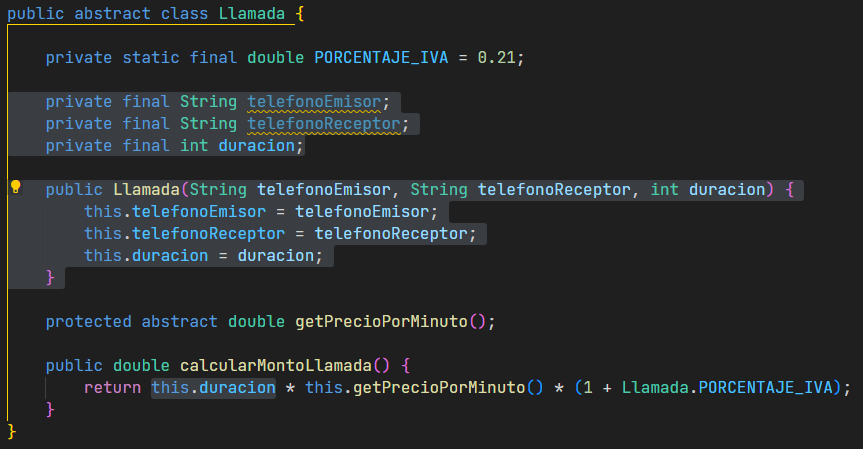 public abstract class Llamada {
private static final double PORCENTAJE_IVA = 0.21;
private final String telefonoEmisor;
private final String telefonoReceptor;
private final int duracion;
public Llamada(String telefonoEmisor, String telefonoReceptor, int duracion) {
this.telefonoEmisor = telefonoEmisor;
this.telefonoReceptor = telefonoReceptor;
this.duracion = duracion;
}
protected abstract double getPrecioPorMinuto();
public double calcularMontoLlamada() {
return this.duracion * this.getPrecioPorMinuto() * (1 + Llamada.PORCENTAJE_IVA);
}
}